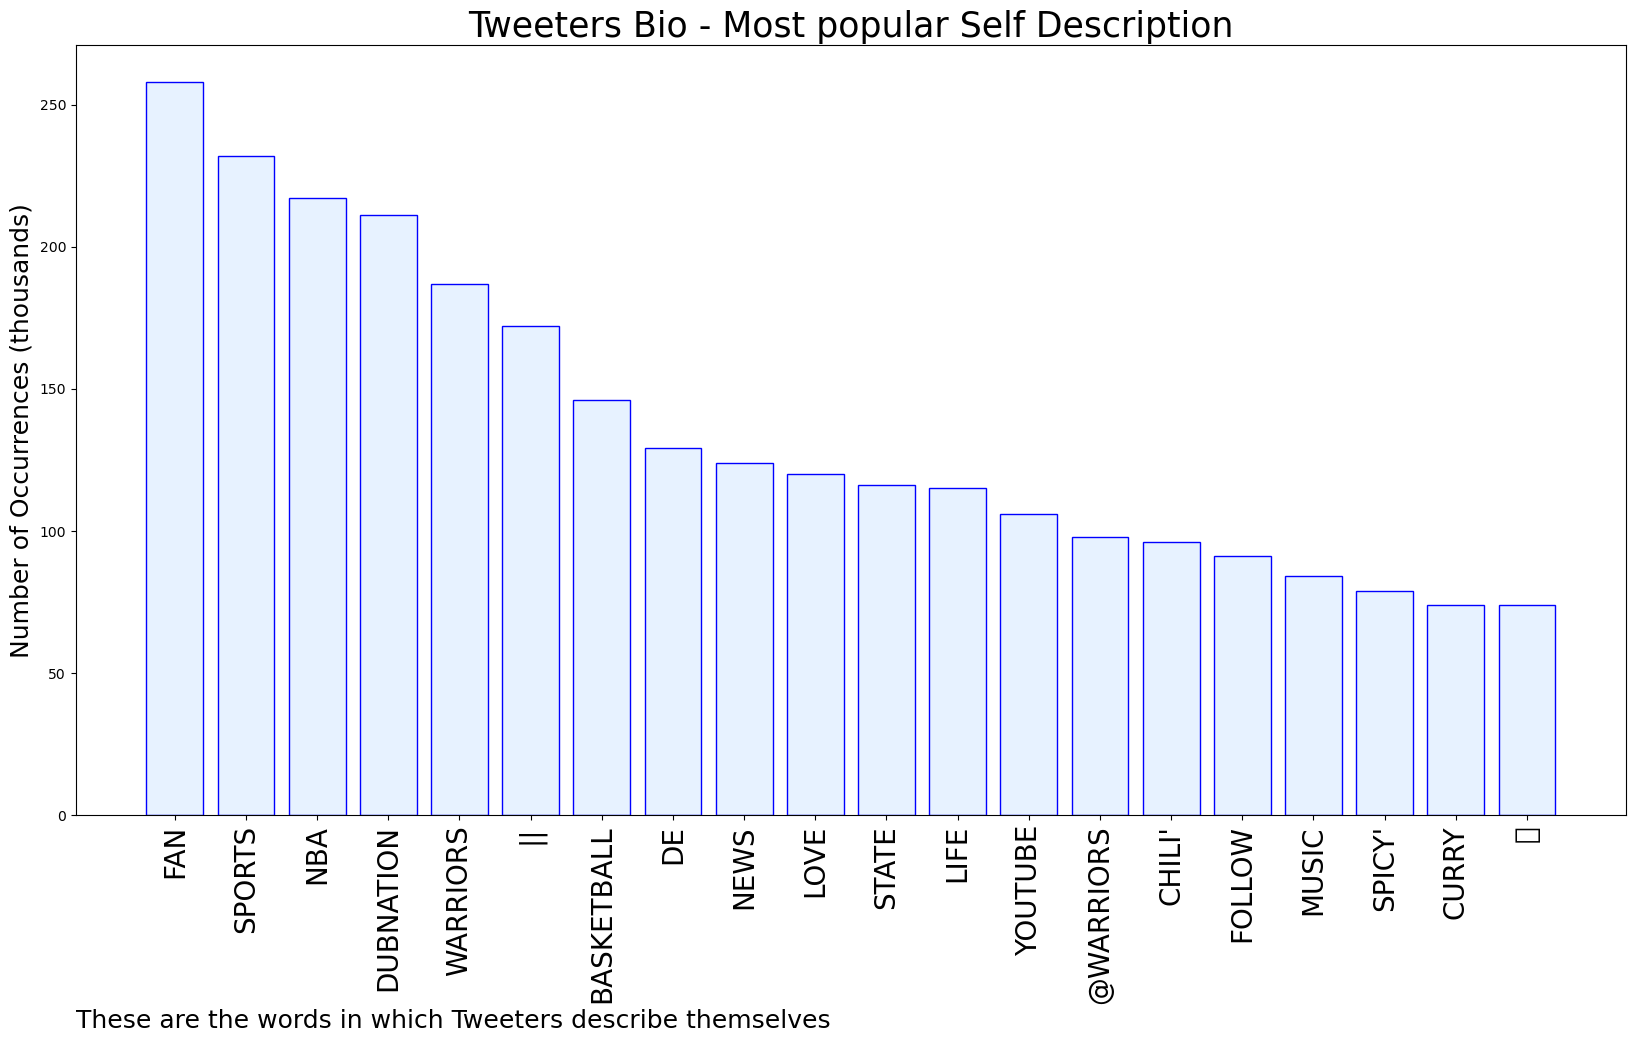 Tweeters Bio - Most popular Self Description
Number of Occurrences (thousands)
250
200
150
100
50
0
FAN
SPORTS
NBA
DUBNATION
WARRIORS
||
BASKETBALL
DE
NEWS
LOVE
STATE
LIFE
YOUTUBE
@WARRIORS
CHILI'
FOLLOW
MUSIC
SPICY'
CURRY
These are the words in which Tweeters describe themselves